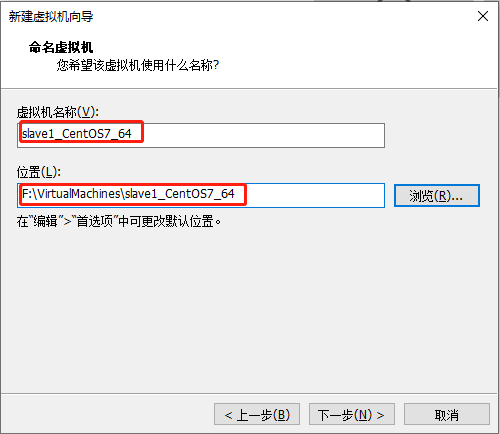 新建虚拟机向导
命名虚拟机
您希望该虚拟机使用什么名称?
虚拟机名称(V):
slave1_CentOS7_64
位置(L):
F:\VirtualMachines\slave1_CentOS7_64
浏览(R)...
在“编辑”>“首选项”中可更改默认位置。
< 上一步(B)
下一步(N) >
取消